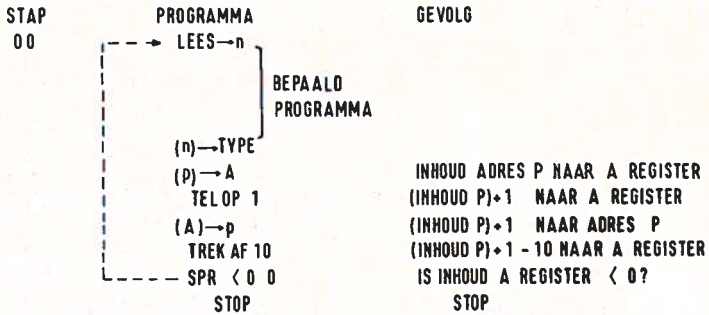 STAP PROGRAMMA GEVOLG
00 LEES→n
BEPAALD
PROGRAMMA
(n)→TYPE
(P)→A INHOUD ADRES P NAAR A REGISTER
TEL OP 1 (INHOUD P)+1 NAAR A REGISTER
(A)→p (INHOUD P)+1 NAAR ADRES P
TREK AF 10 (INHOUD P)+1 - 10 NAAR A REGISTER
SPR < 0 0 IS INHOUD A REGISTER < 0?
STOP STOP